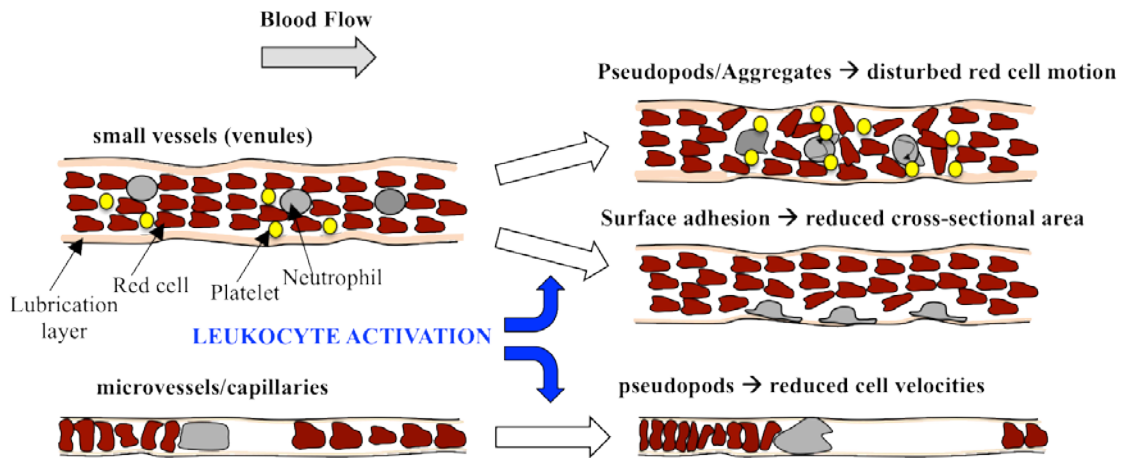 Blood Flow
Pseudopods/Aggregates → disturbed red cell motion
small vessels (venules)
Surface adhesion → reduced cross-sectional area
Red cell
Platelet
Neutrophil
Lubrication
layer
LEUKOCYTE ACTIVATION
microvessels/capillaries
pseudopods → reduced cell velocities